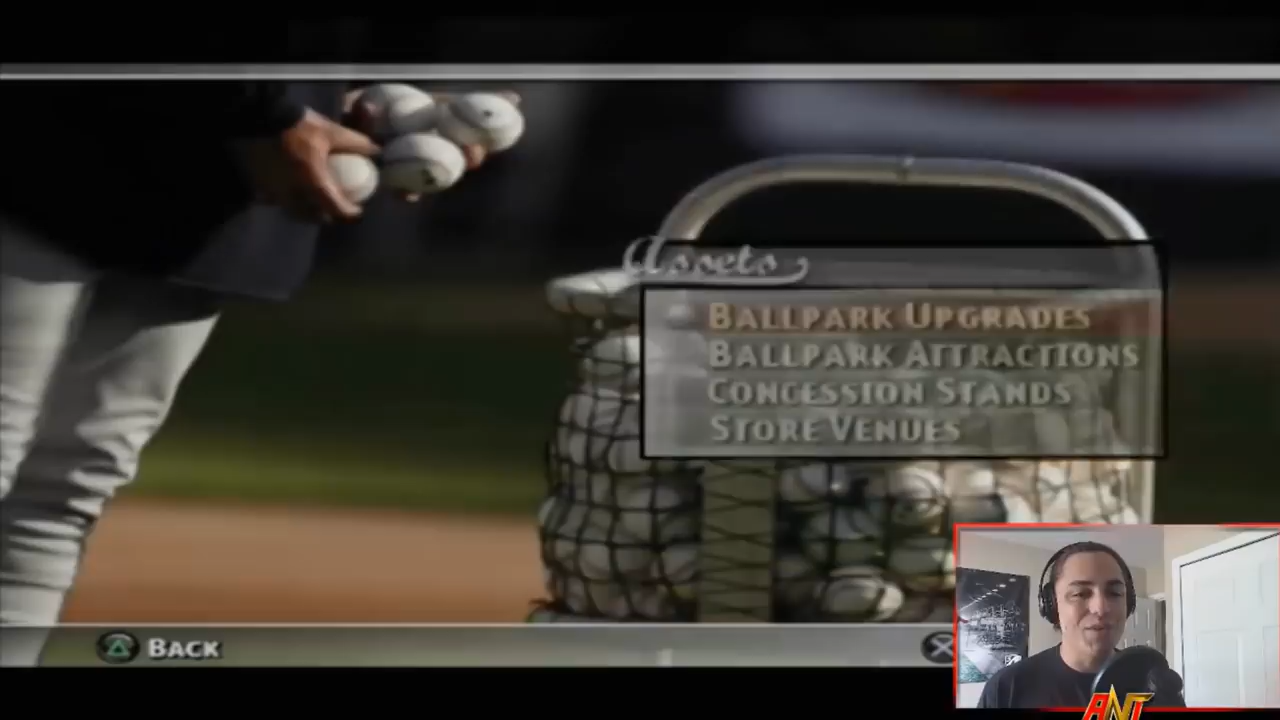 Assets
BALLPARK UPGRADES
BALLPARK ATTRACTIONS
CONCESSION STANDS
STORE VENUES
BACK
ANT